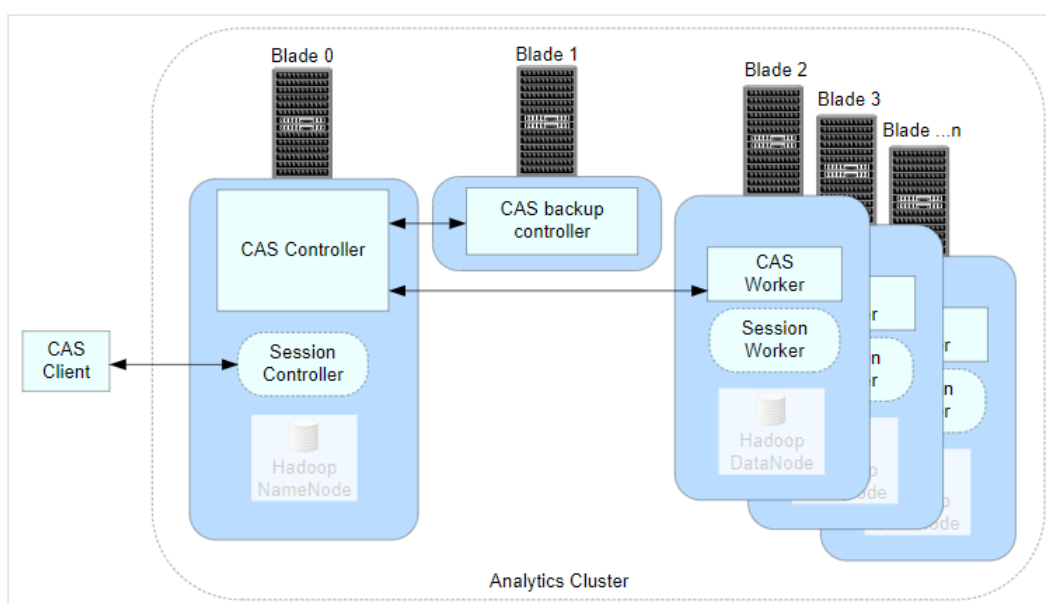 Blade 0
Blade 1
Blade 2
Blade 3
Blade ...n
CAS Controller
CAS backup
controller
CAS
Worker
CAS
Client
Session
Controller
Session
Worker
Hadoop
NameNode
Hadoop
DataNode
Analytics Cluster